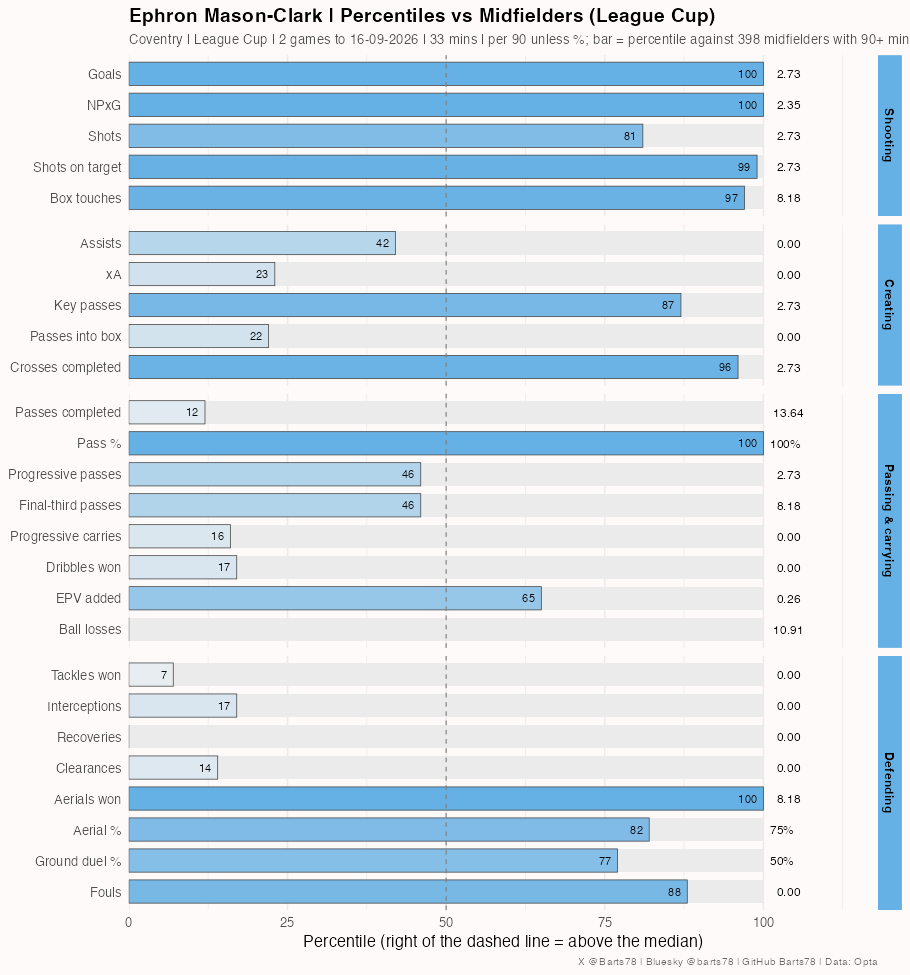 Ephron Mason-Clark | Percentiles vs Midfielders (League Cup)
Coventry | League Cup | 2 games to 16-09-2026 | 33 mins | per 90 unless %; bar = percentile against 398 midfielders with 90+ min
Goals 100 2.73
NPxG 100 2.35
Shots 81 2.73
Shots on target 99 2.73
Box touches 97 8.18
Shooting
Assists 42 0.00
xA 23 0.00
Key passes 87 2.73
Passes into box 22 0.00
Crosses completed 96 2.73
Creating
Passes completed 12 13.64
Pass % 100 100%
Progressive passes 46 2.73
Final-third passes 46 8.18
Progressive carries 16 0.00
Dribbles won 17 0.00
EPV added 65 0.26
Ball losses 10.91
Passing & carrying
Tackles won 7 0.00
Interceptions 17 0.00
Recoveries 0.00
Clearances 14 0.00
Aerials won 100 8.18
Aerial % 82 75%
Ground duel % 77 50%
Fouls 88 0.00
Defending
0 25 50 75 100
Percentile (right of the dashed line = above the median)
X @Barts78 | Bluesky @barts78 | GitHub Barts78 | Data: Opta